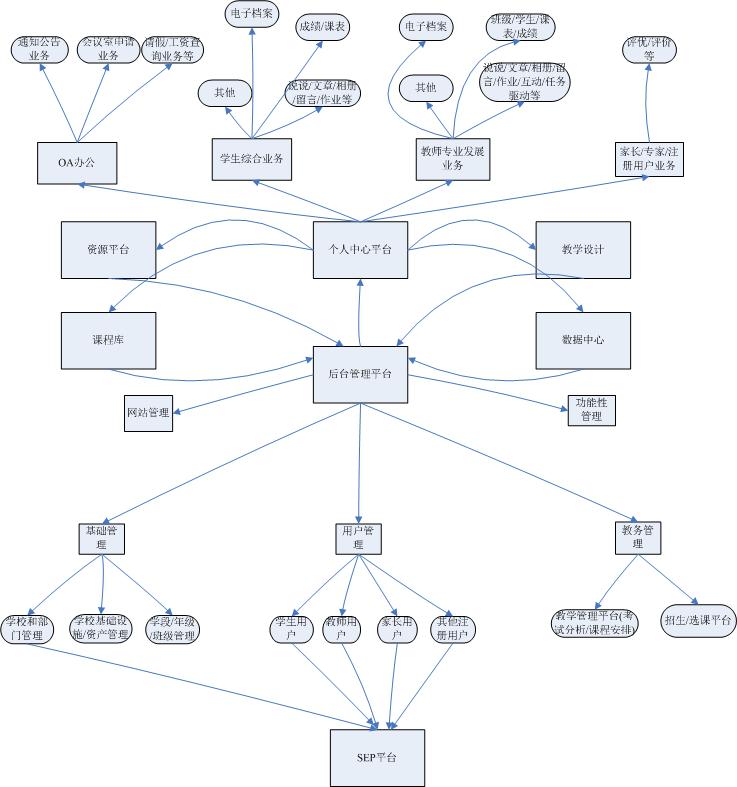 电子档案
成绩/课表
通知公告
业务
会议室申请
业务
请假/工资查
询业务等
其他
说说/文章/相册
/留言/作业等
电子档案
班级/学生/课
表/成绩
其他
说说/文章/相册/留
言/作业/互动/任务
驱动等
评优/评价
等
OA办公
学生综合业务
教师专业发展
业务
家长/专家/注
册用户业务
资源平台
个人中心平台
教学设计
课程库
后台管理平台
数据中心
网站管理
功能性
管理
基础管
理
用户管
理
教务管
理
学校和部
门管理
学校基础设
施/资产管理
学段/年级
/班级管理
学生用
户
教师用
户
家长用
户
其他注
册用户
教学管理平台(考
试分析/课程安排)
招生/选课平台
SEP平台